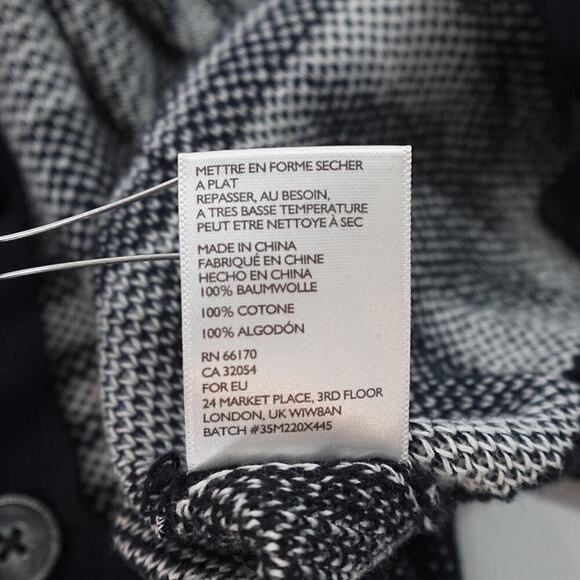 METTRE EN FORME SECHER
A PLAT
REPASSER, AU BESOIN,
A TRES BASSE TEMPERATURE
PEUT ÊTRE NETTOYE À SEC
MADE IN CHINA
FABRIQUÉ EN CHINE
HECHO EN CHINA
100% BAUMWOLLE
100% COTONE
100% ALGODÓN
RN 66170
CA 32054
FOR EU
24 MARKET PLACE, 3RD FLOOR
LONDON, UK WIW8AN
BATCH #35M220X445